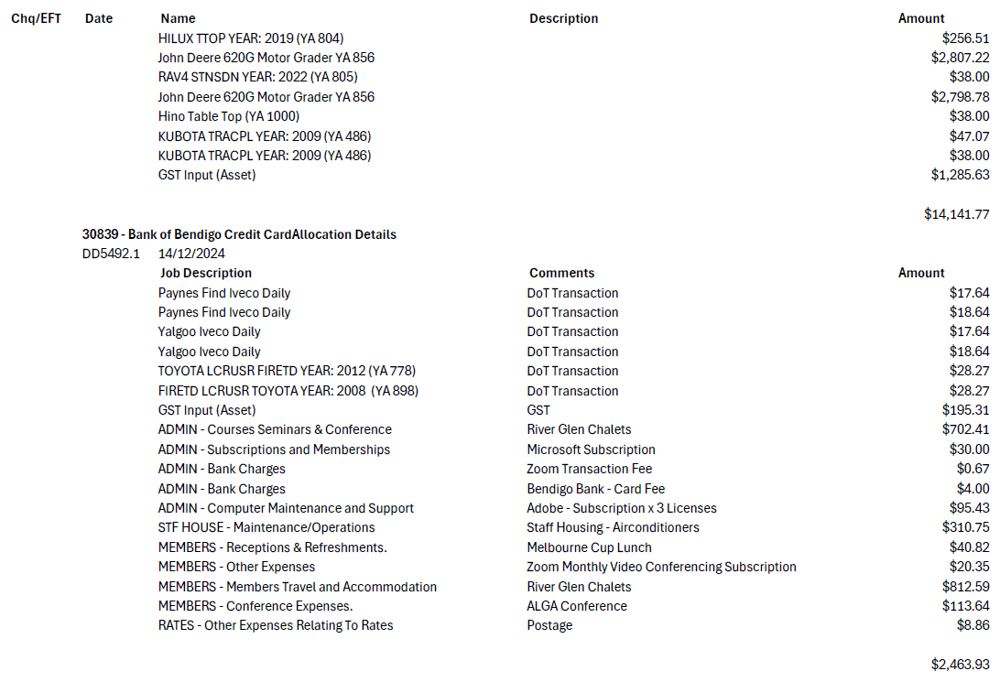 Chq/EFT Date Name Description Amount
HILUX TTOP YEAR: 2019 (YA 804) $256.51
John Deere 620G Motor Grader YA 856 $2,807.22
RAV4 STNSDN YEAR: 2022 (YA 805) $38.00
John Deere 620G Motor Grader YA 856 $2,798.78
Hino Table Top (YA 1000) $38.00
KUBOTA TRACPL YEAR: 2009 (YA 486) $47.07
KUBOTA TRACPL YEAR: 2009 (YA 486) $38.00
GST Input (Asset) $1,285.63
$14,141.77
30839 - Bank of Bendigo Credit CardAllocation Details
DD5492.1 14/12/2024
Job Description Comments Amount
Paynes Find Iveco Daily DoT Transaction $17.64
Paynes Find Iveco Daily DoT Transaction $18.64
Yalgoo Iveco Daily DoT Transaction $17.64
Yalgoo Iveco Daily DoT Transaction $18.64
TOYOTA LCRUSR FIRETD YEAR: 2012 (YA 778) DoT Transaction $28.27
FIRETD LCRUSR TOYOTA YEAR: 2008 (YA 898) DoT Transaction $28.27
GST Input (Asset) GST $195.31
ADMIN - Courses Seminars & Conference River Glen Chalets $702.41
ADMIN - Subscriptions and Memberships Microsoft Subscription $30.00
ADMIN - Bank Charges Zoom Transaction Fee $0.67
ADMIN - Bank Charges Bendigo Bank - Card Fee $4.00
ADMIN - Computer Maintenance and Support Adobe - Subscription x 3 Licenses $95.43
STF HOUSE - Maintenance/Operations Staff Housing - Airconditioners $310.75
MEMBERS - Receptions & Refreshments. Melbourne Cup Lunch $40.82
MEMBERS - Other Expenses Zoom Monthly Video Conferencing Subscription $20.35
MEMBERS - Members Travel and Accommodation River Glen Chalets $812.59
MEMBERS - Conference Expenses. ALGA Conference $113.64
RATES - Other Expenses Relating To Rates Postage $8.86
$2,463.93